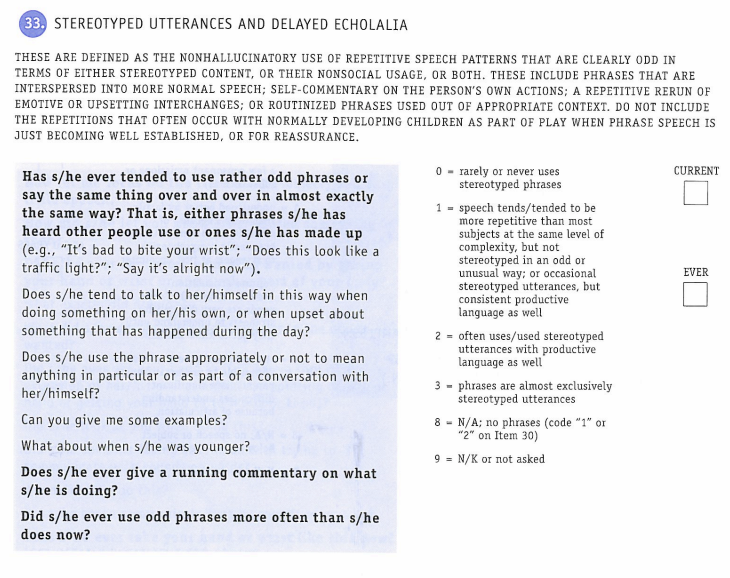 33. STEREOTYPED UTTERANCES AND DELAYED ECHOLALIA
THESE ARE DEFINED AS THE NONHALLUCINATORY USE OF REPETITIVE SPEECH PATTERNS THAT ARE CLEARLY ODD IN
TERMS OF EITHER STEREOTYPED CONTENT, OR THEIR NONSOCIAL USAGE, OR BOTH. THESE INCLUDE PHRASES THAT ARE
INTERSPERSED INTO MORE NORMAL SPEECH; SELF-COMMENTARY ON THE PERSON'S OWN ACTIONS; A REPETITIVE RERUN OF
EMOTIVE OR UPSETTING INTERCHANGES; OR ROUTINIZED PHRASES USED OUT OF APPROPRIATE CONTEXT. DO NOT INCLUDE
THE REPETITIONS THAT OFTEN OCCUR WITH NORMALLY DEVELOPING CHILDREN AS PART OF PLAY WHEN PHRASE SPEECH IS
JUST BECOMING WELL ESTABLISHED, OR FOR REASSURANCE.
Has s/he ever tended to use rather odd phrases or
say the same thing over and over in almost exactly
the same way? That is, either phrases s/he has
heard other people use or ones s/he has made up
(e.g., "It's bad to bite your wrist"; "Does this look like a
traffic light?"; "Say it's alright now").
Does s/he tend to talk to her/himself in this way when
doing something on her/his own, or when upset about
something that has happened during the day?
Does s/he use the phrase appropriately or not to mean
anything in particular or as part of a conversation with
her/himself?
Can you give me some examples?
What about when s/he was younger?
Does s/he ever give a running commentary on what
s/he is doing?
Did s/he ever use odd phrases more often than s/he
does now?
0 = rarely or never uses
stereotyped phrases
1 = speech tends/tended to be
more repetitive than most
subjects at the same level of
complexity, but not
stereotyped in an odd or
unusual way; or occasional
stereotyped utterances, but
consistent productive
language as well
2 = often uses/used stereotyped
utterances with productive
language as well
3 = phrases are almost exclusively
stereotyped utterances
8 = N/A; no phrases (code "1" or
"2" on Item 30)
9 = N/K or not asked
CURRENT
EVER